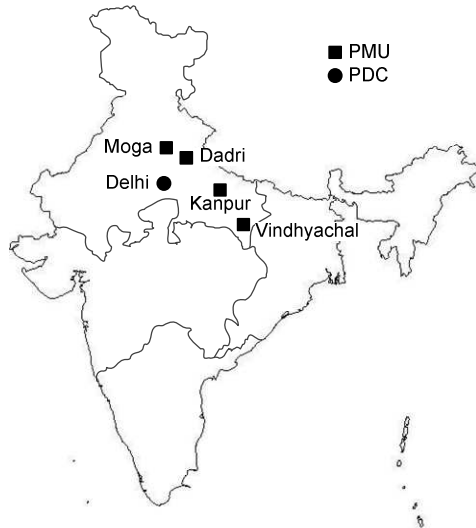 PMU
PDC
Moga
Dadri
Delhi
Kanpur
Vindhyachal